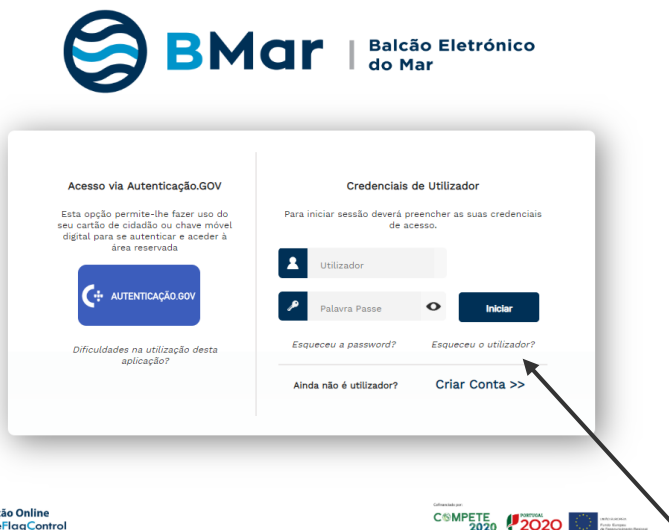 BMar | Balcão Eletrónico
do Mar
Acesso via Autenticação.GOV
Esta opção permite-lhe fazer uso do
seu cartão de cidadão ou chave móvel
digital para se autenticar e aceder à
área reservada
AUTENTICAÇÃO.GOV
Dificuldades na utilização desta
aplicação?
Credenciais de Utilizador
Para iniciar sessão deverá preencher as suas credenciais
de acesso.
Utilizador
Palavra Passe
Iniciar
Esqueceu a password?
Esqueceu o utilizador?
Ainda não é utilizador?
Criar Conta >>
ão Online
eFlagControl
Cofinanciado por:
COMPETE
2020
PORTUGAL
2020